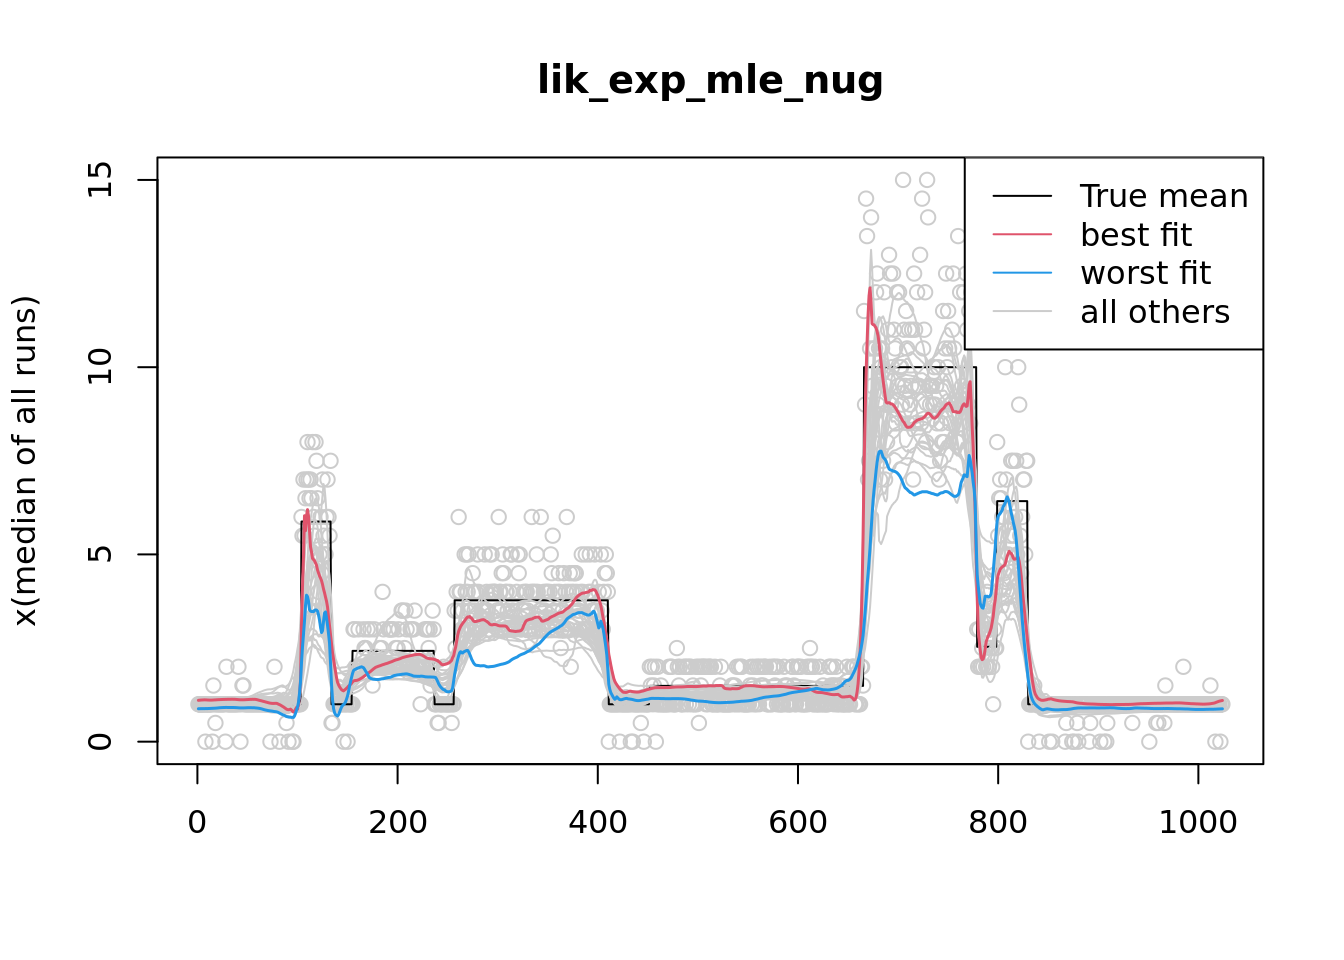 lik_exp_mle_nug
x(median of all runs)
15
10
5
0
True mean
best fit
worst fit
all others
0 200 400 600 800 1000